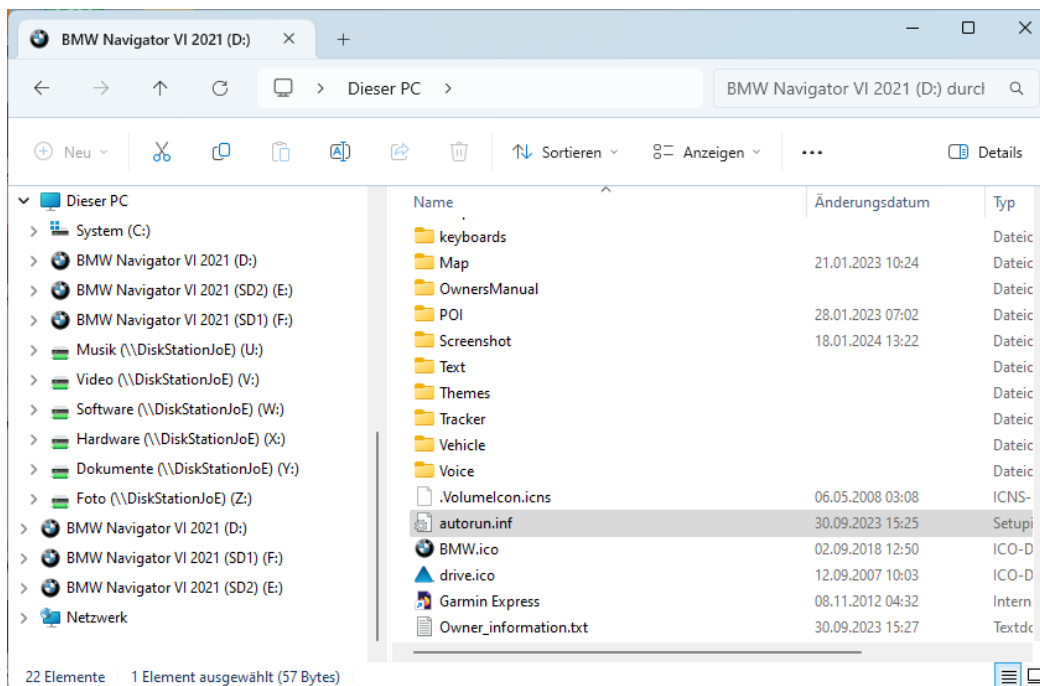 BMW Navigator VI 2021 (D:)
Dieser PC
BMW Navigator VI 2021 (D:) durch
Neu
Sortieren
Anzeigen
Details
Dieser PC
System (C:)
BMW Navigator VI 2021 (D:)
BMW Navigator VI 2021 (SD2) (E:)
BMW Navigator VI 2021 (SD1) (F:)
Musik (\\DiskStationJoE) (U:)
Video (\\DiskStationJoE) (V:)
Software (\\DiskStationJoE) (W:)
Hardware (\\DiskStationJoE) (X:)
Dokumente (\\DiskStationJoE) (Y:)
Foto (\\DiskStationJoE) (Z:)
BMW Navigator VI 2021 (D:)
BMW Navigator VI 2021 (SD1) (F:)
BMW Navigator VI 2021 (SD2) (E:)
Netzwerk
Name Änderungsdatum Typ
keyboards Dateic
Map 21.01.2023 10:24 Dateic
OwnersManual Dateic
POI 28.01.2023 07:02 Dateic
Screenshot 18.01.2024 13:22 Dateic
Text Dateic
Themes Dateic
Tracker Dateic
Vehicle Dateic
Voice Dateic
.VolumeIcon.icns 06.05.2008 03:08 ICNS-
autorun.inf 30.09.2023 15:25 Setupi
BMW.ico 02.09.2018 12:50 ICO-D
drive.ico 12.09.2007 10:03 ICO-D
Garmin Express 08.11.2012 04:32 Intern
Owner_information.txt 30.09.2023 15:27 Textdo
22 Elemente 1 Element ausgewählt (57 Bytes)